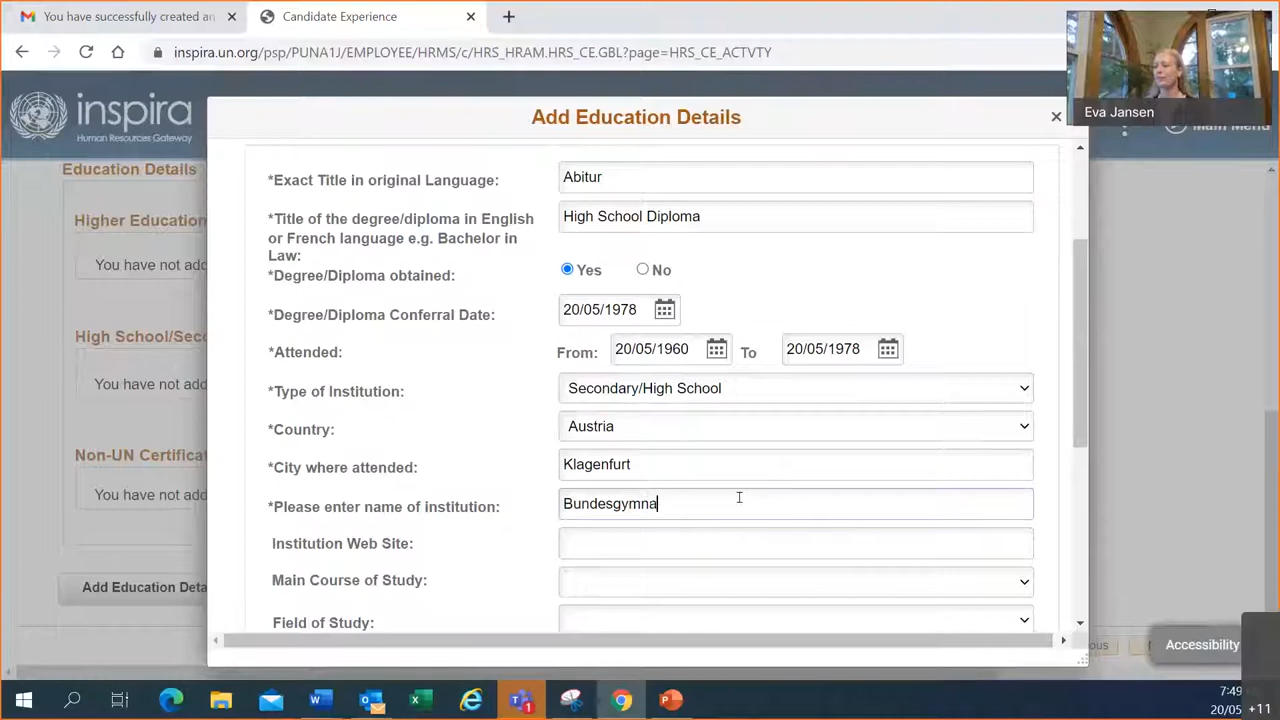 You have successfully created an
Candidate Experience
inspira.un.org/psp/PUNA1J/EMPLOYEE/HRMS/c/HRS_HRAM.HRS_CE.GBL?page=HRS_CE_ACTVTY
Eva Jansen
inspira
Human Resources Gateway
Main Menu
Add Education Details
Education Details
Higher Education
You have not add
High School/Seco
You have not add
Non-UN Certifica
You have not add
Add Education Deta
*Exact Title in original Language:
Abitur
*Title of the degree/diploma in English
or French language e.g. Bachelor in
Law:
High School Diploma
*Degree/Diploma obtained:
Yes
No
*Degree/Diploma Conferral Date:
20/05/1978
*Attended:
From:
20/05/1960
To
20/05/1978
*Type of Institution:
Secondary/High School
*Country:
Austria
*City where attended:
Klagenfurt
*Please enter name of institution:
Bundesgymna
Institution Web Site:
Main Course of Study:
Field of Study:
ous
Accessibility
7:49
20/05
+11